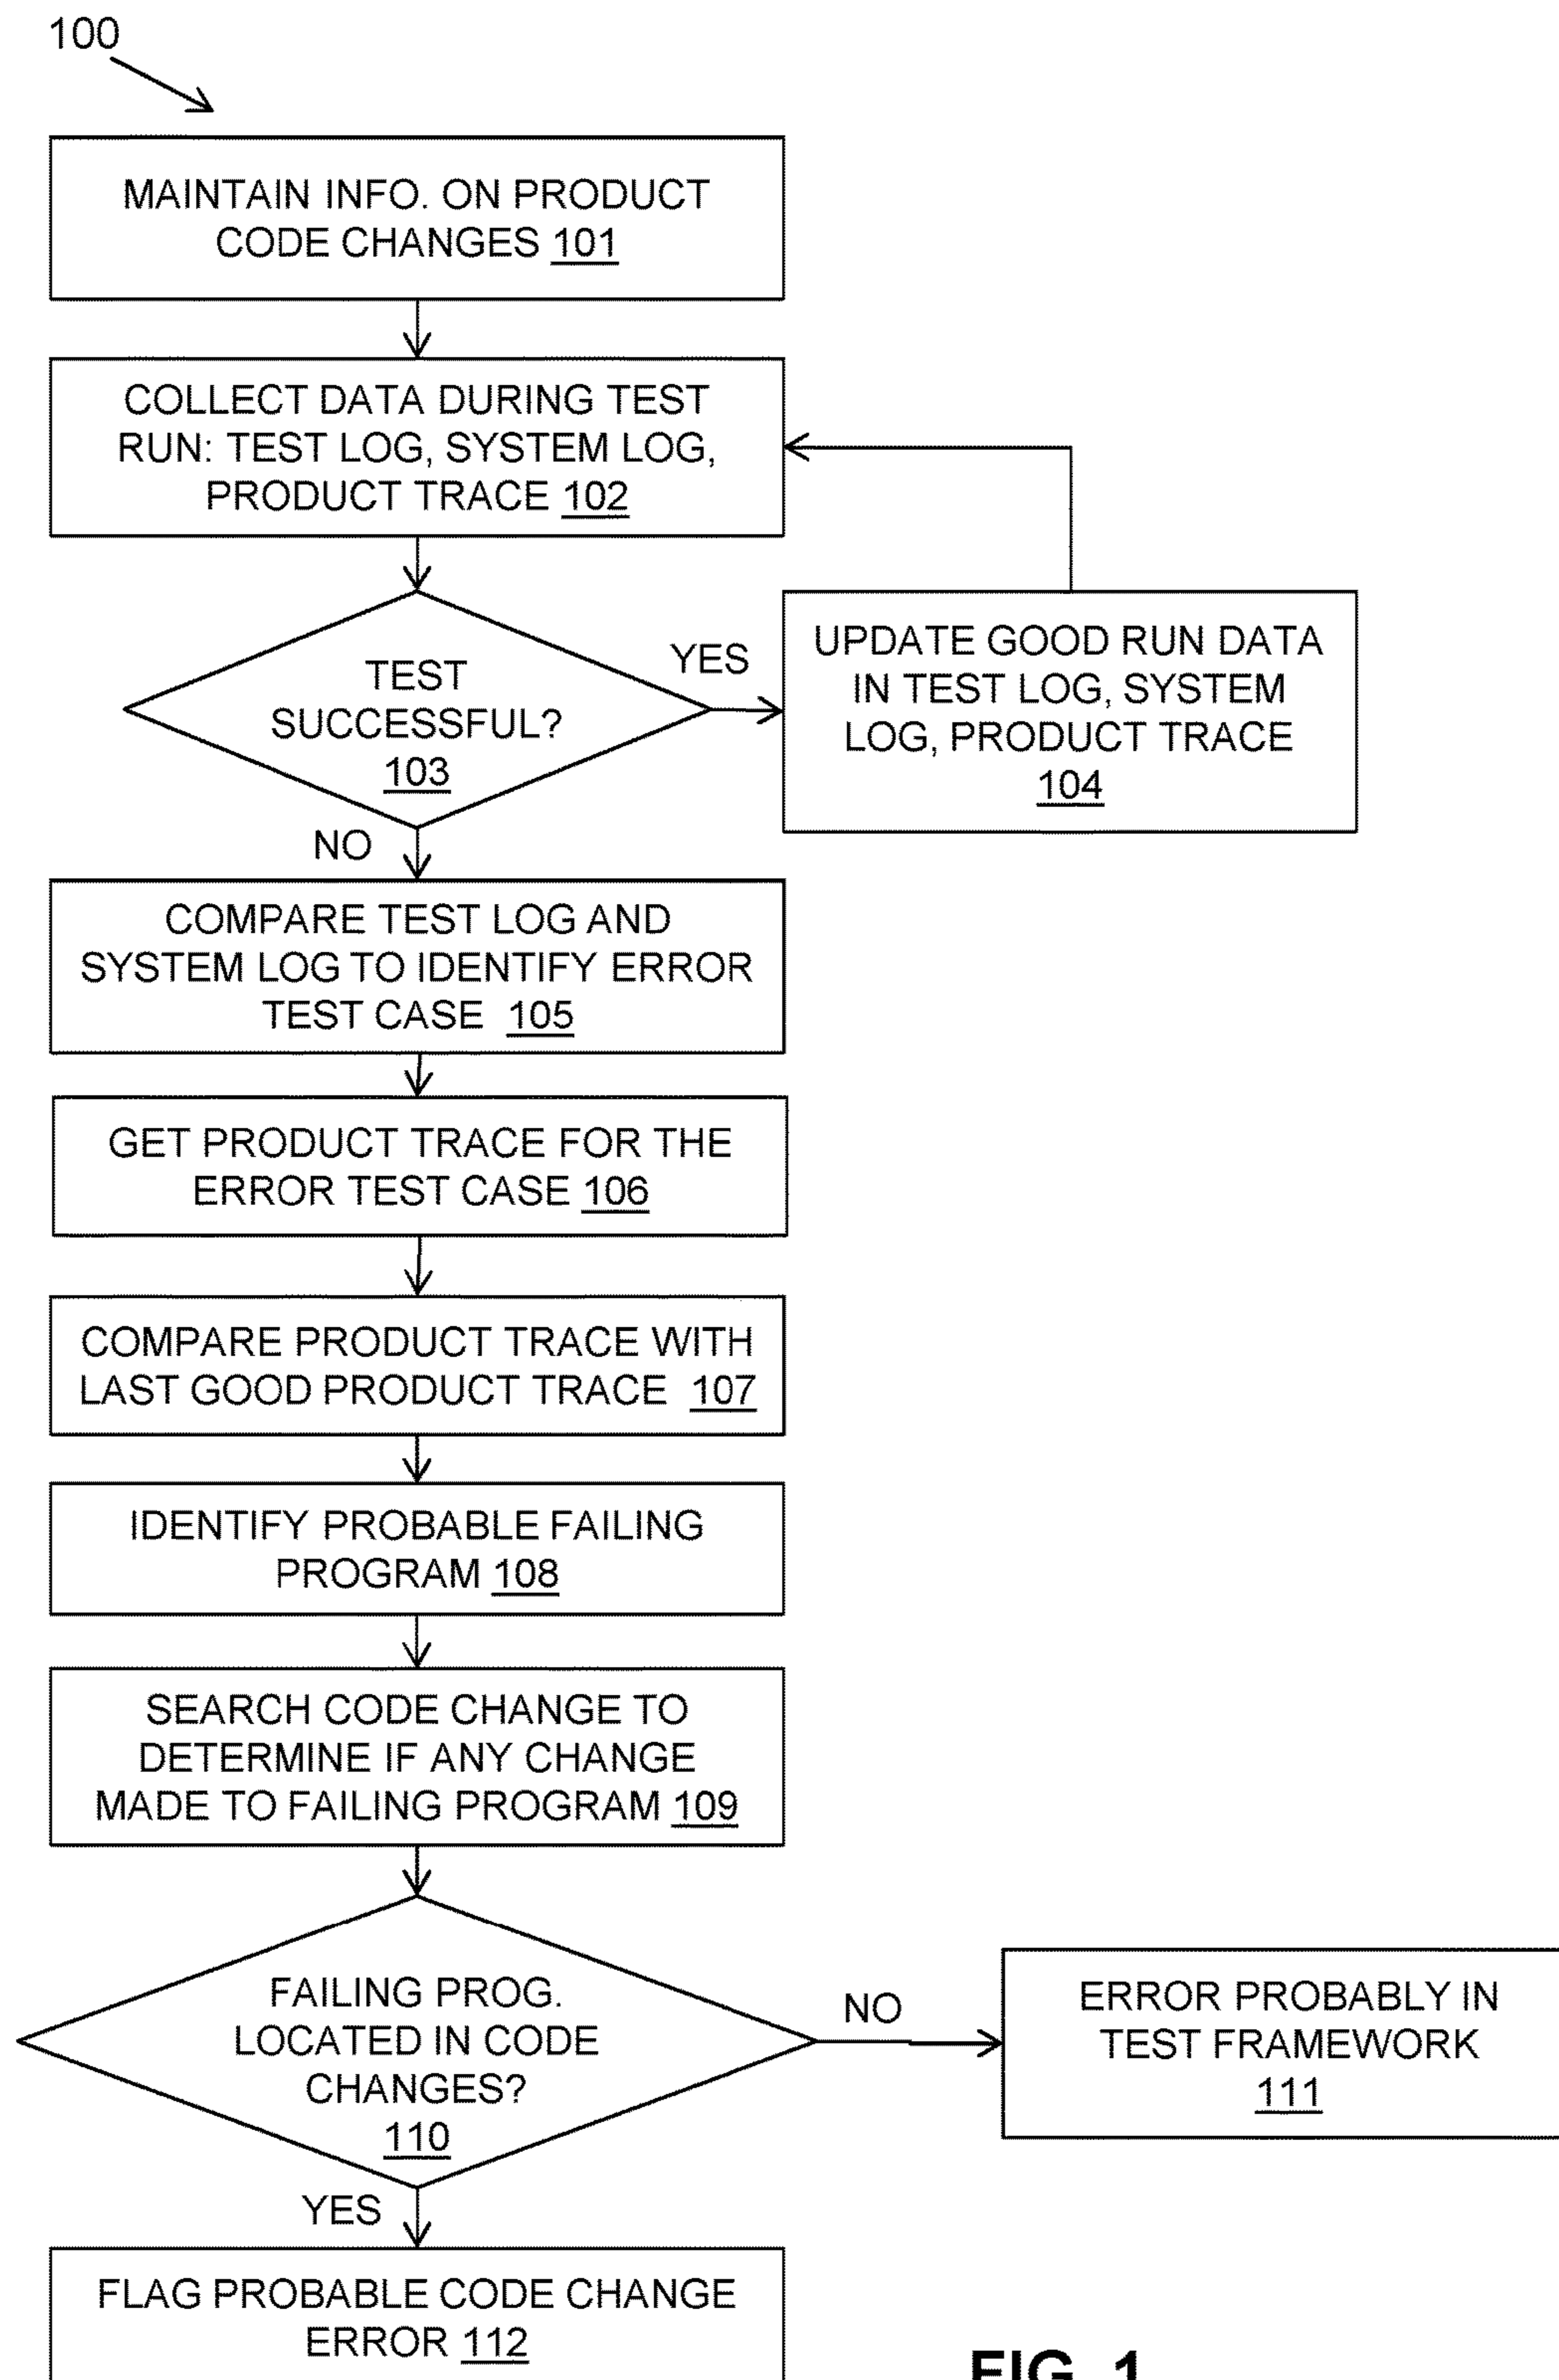 100
MAINTAIN INFO. ON PRODUCT
CODE CHANGES 101
COLLECT DATA DURING TEST
RUN: TEST LOG, SYSTEM LOG,
PRODUCT TRACE 102
TEST
SUCCESSFUL?
103
YES
UPDATE GOOD RUN DATA
IN TEST LOG, SYSTEM
LOG, PRODUCT TRACE
104
NO
COMPARE TEST LOG AND
SYSTEM LOG TO IDENTIFY ERROR
TEST CASE 105
GET PRODUCT TRACE FOR THE
ERROR TEST CASE 106
COMPARE PRODUCT TRACE WITH
LAST GOOD PRODUCT TRACE 107
IDENTIFY PROBABLE FAILING
PROGRAM 108
SEARCH CODE CHANGE TO
DETERMINE IF ANY CHANGE
MADE TO FAILING PROGRAM 109
FAILING PROG.
LOCATED IN CODE
CHANGES?
110
NO
ERROR PROBABLY IN
TEST FRAMEWORK
111
YES
FLAG PROBABLE CODE CHANGE
ERROR 112
FIG. 1